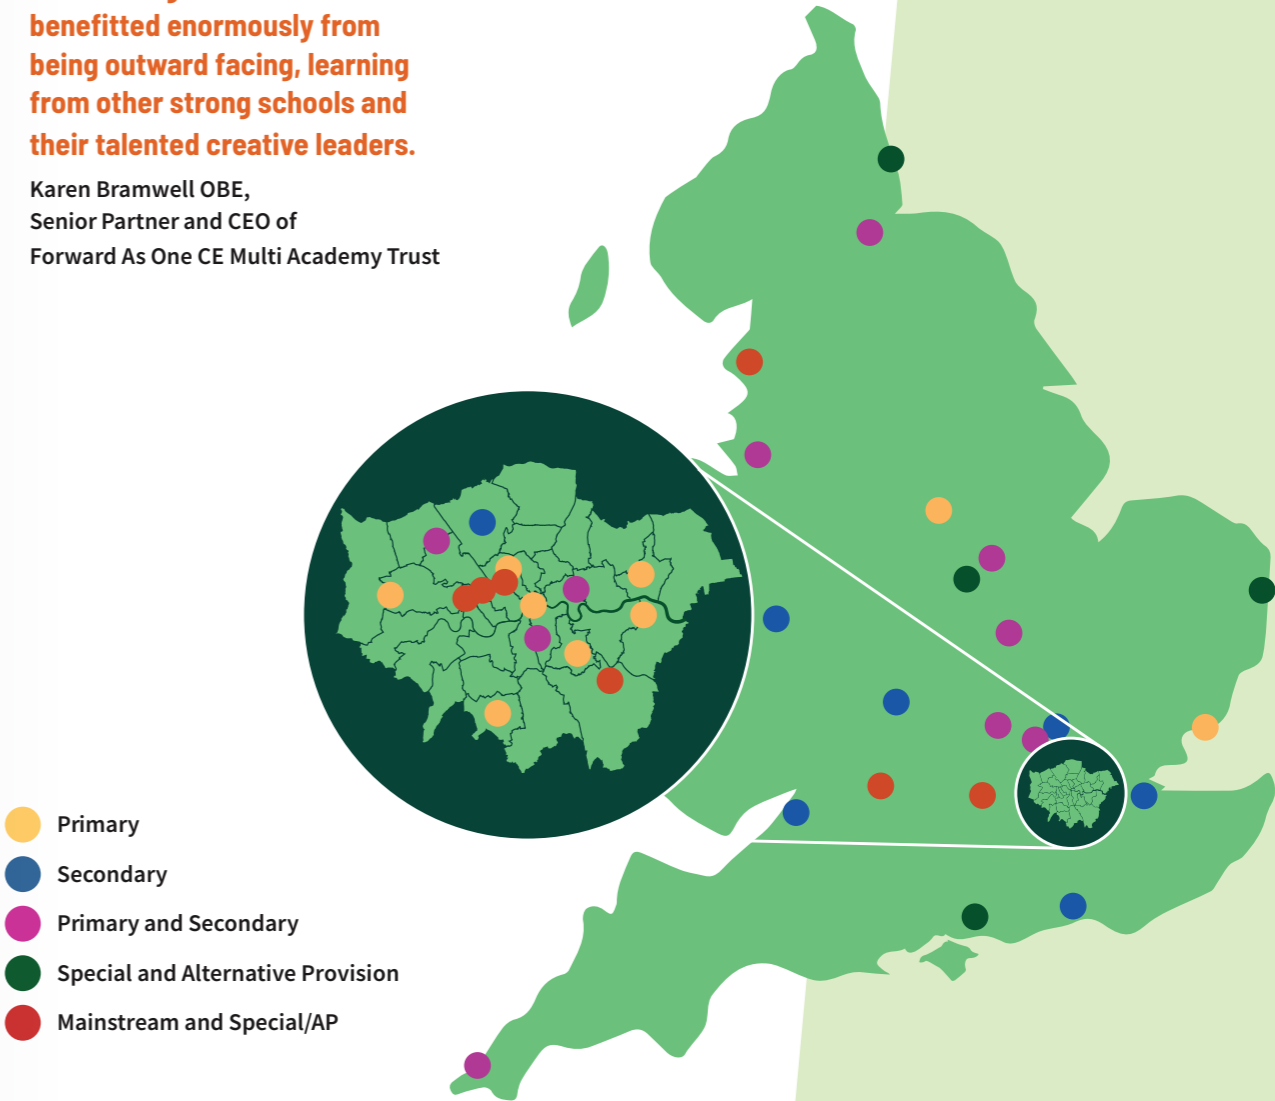 benefitted enormously from
being outward facing, learning
from other strong schools and
their talented creative leaders.
Karen Bramwell OBE,
Senior Partner and CEO of
Forward As One CE Multi Academy Trust
Primary
Secondary
Primary and Secondary
Special and Alternative Provision
Mainstream and Special/AP